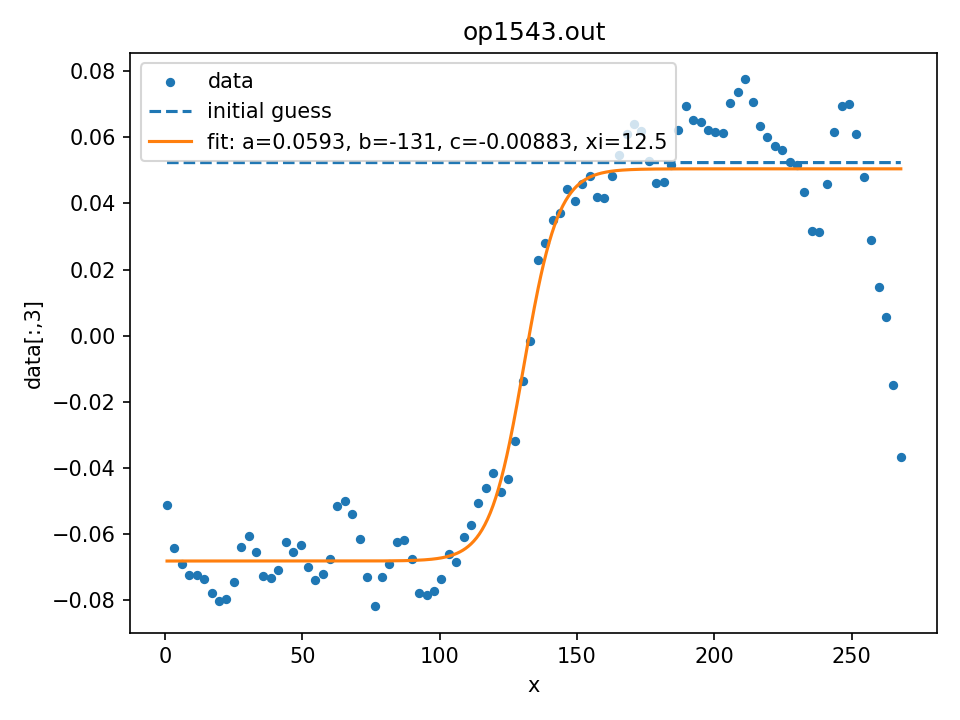 op1543.out
data
initial guess
fit: a=0.0593, b=-131, c=-0.00883, xi=12.5
0.08
0.06
0.04
0.02
0.00
−0.02
−0.04
−0.06
−0.08
data[:,3]
0
50
100
150
200
250
x